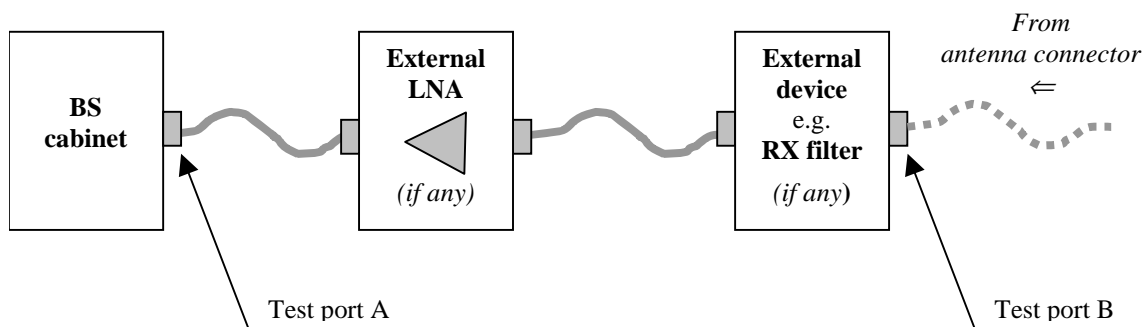 BS
cabinet
External
LNA
(if any)
External
device
e.g.
RX filter
(if any)
From
antenna connector
⇐
Test port A
Test port B